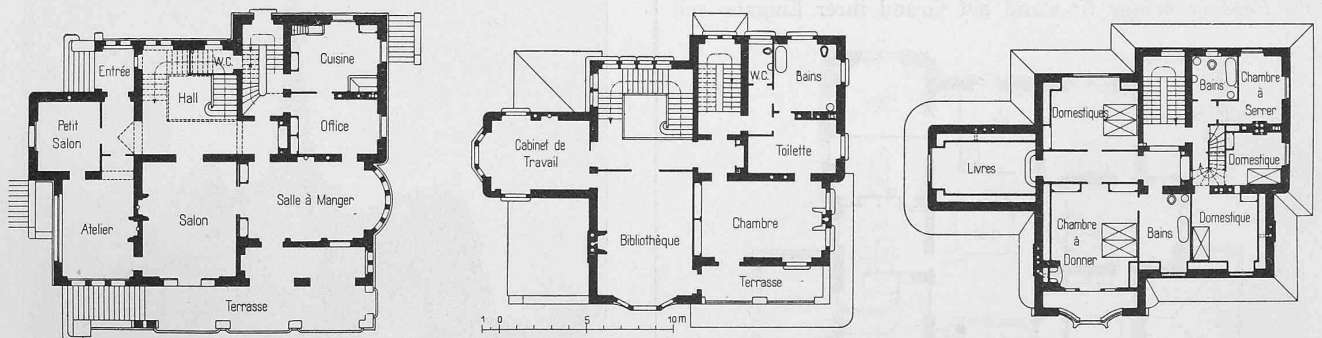 Entrée
W.C.
Cuisine
Hall
Petit
Salon
Office
Atelier
Salon
Salle à Manger
Terrasse
W.C.
Bains
Cabinet de
Travail
Toilette
Bibliothèque
Chambre
Terrasse
1 0 5 10 m
Bains
Chambre
à
Serrer
Domestiques
Livres
Domestique
Chambre
à
Donner
Bains
Domestique